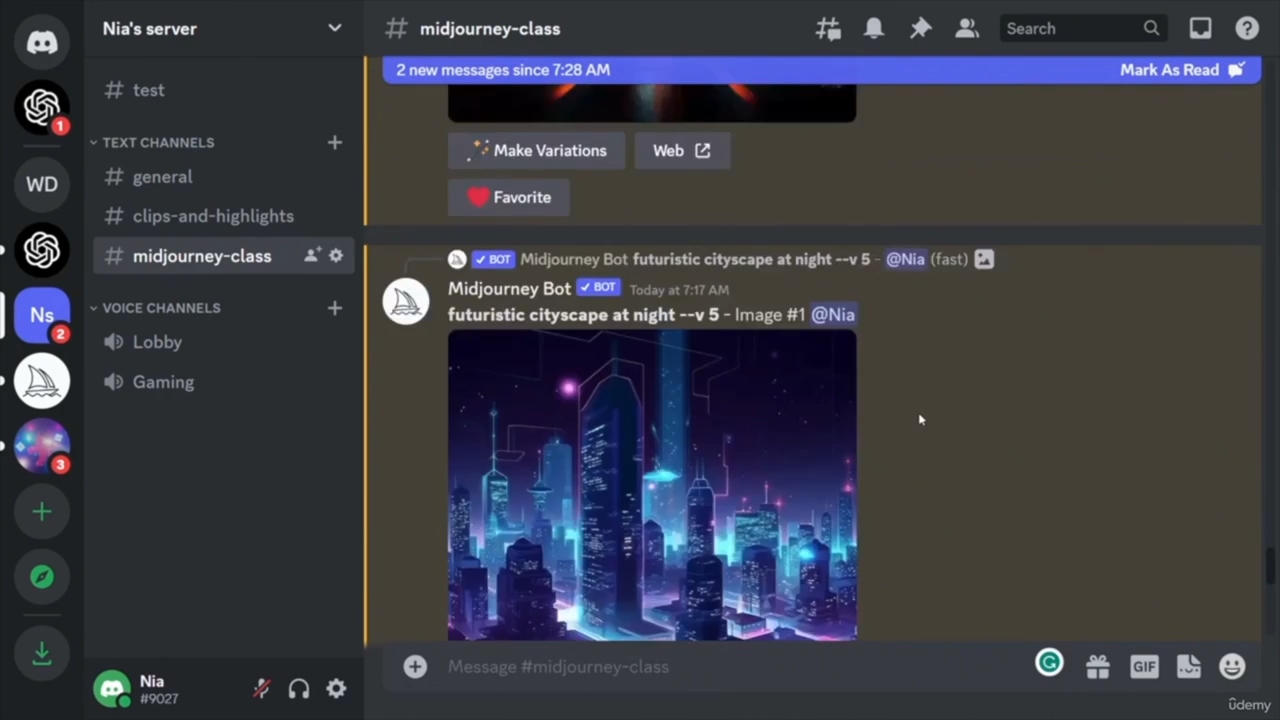 Nia's server
midjourney-class
Search
2 new messages since 7:28 AM
Mark As Read
test
TEXT CHANNELS
general
clips-and-highlights
midjourney-class
VOICE CHANNELS
Lobby
Gaming
1
WD
Ns
2
3
Make Variations
Web
Favorite
BOT Midjourney Bot futuristic cityscape at night --v 5 - @Nia (fast)
Midjourney Bot BOT Today at 7:17 AM
futuristic cityscape at night --v 5 - Image #1 @Nia
Message #midjourney-class
GIF
Nia
#9027
ûdemy